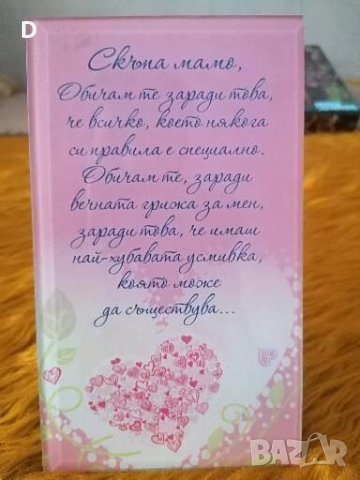 D
Скъпа мамо,
Обичам те заради това,
че всичко, което някога
си правила е специално.
Обичам те, заради
вечната грижа за мен,
заради това, че имаш
най-хубавата усмивка,
която може
да съществува...
BAZAR